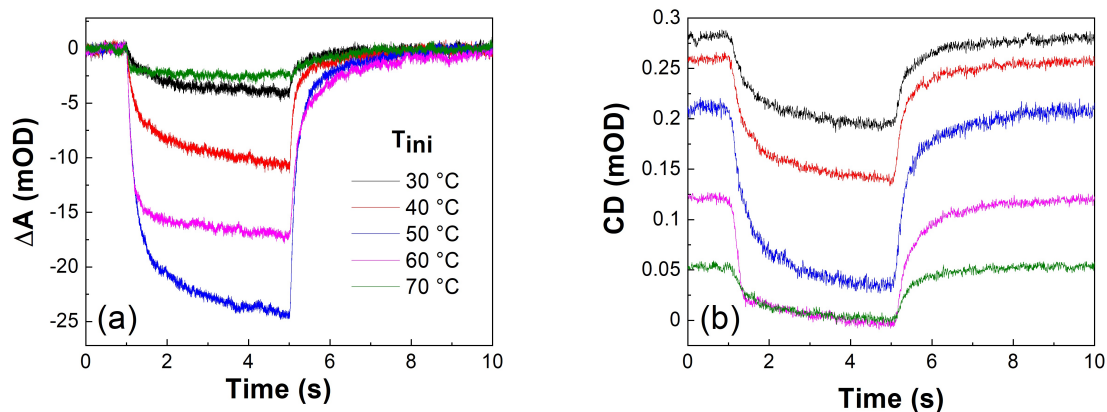 0
-5
-10
-15
-20
-25
ΔA (mOD)
0 2 4 6 8 10
Time (s)
(a)
Tini
30 °C
40 °C
50 °C
60 °C
70 °C
0.3
0.25
0.2
0.15
0.1
0.05
0
CD (mOD)
0 2 4 6 8 10
Time (s)
(b)